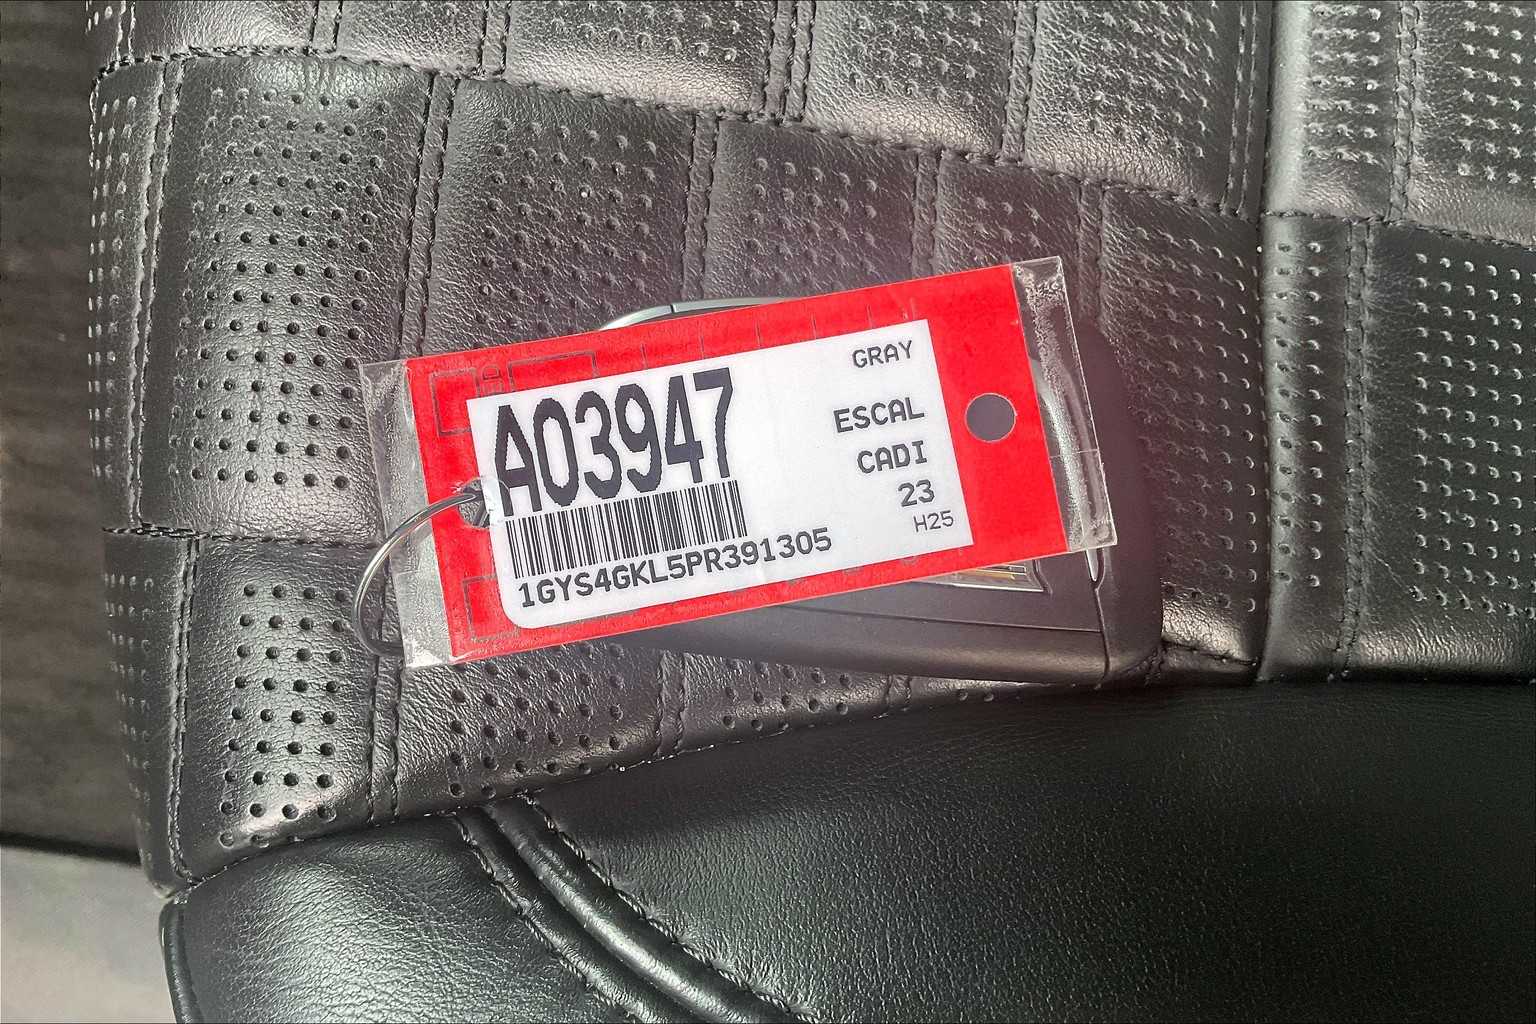 GRAY
A03947
ESCAL
CADI
23
H25
1GYS4GKL5PR391305